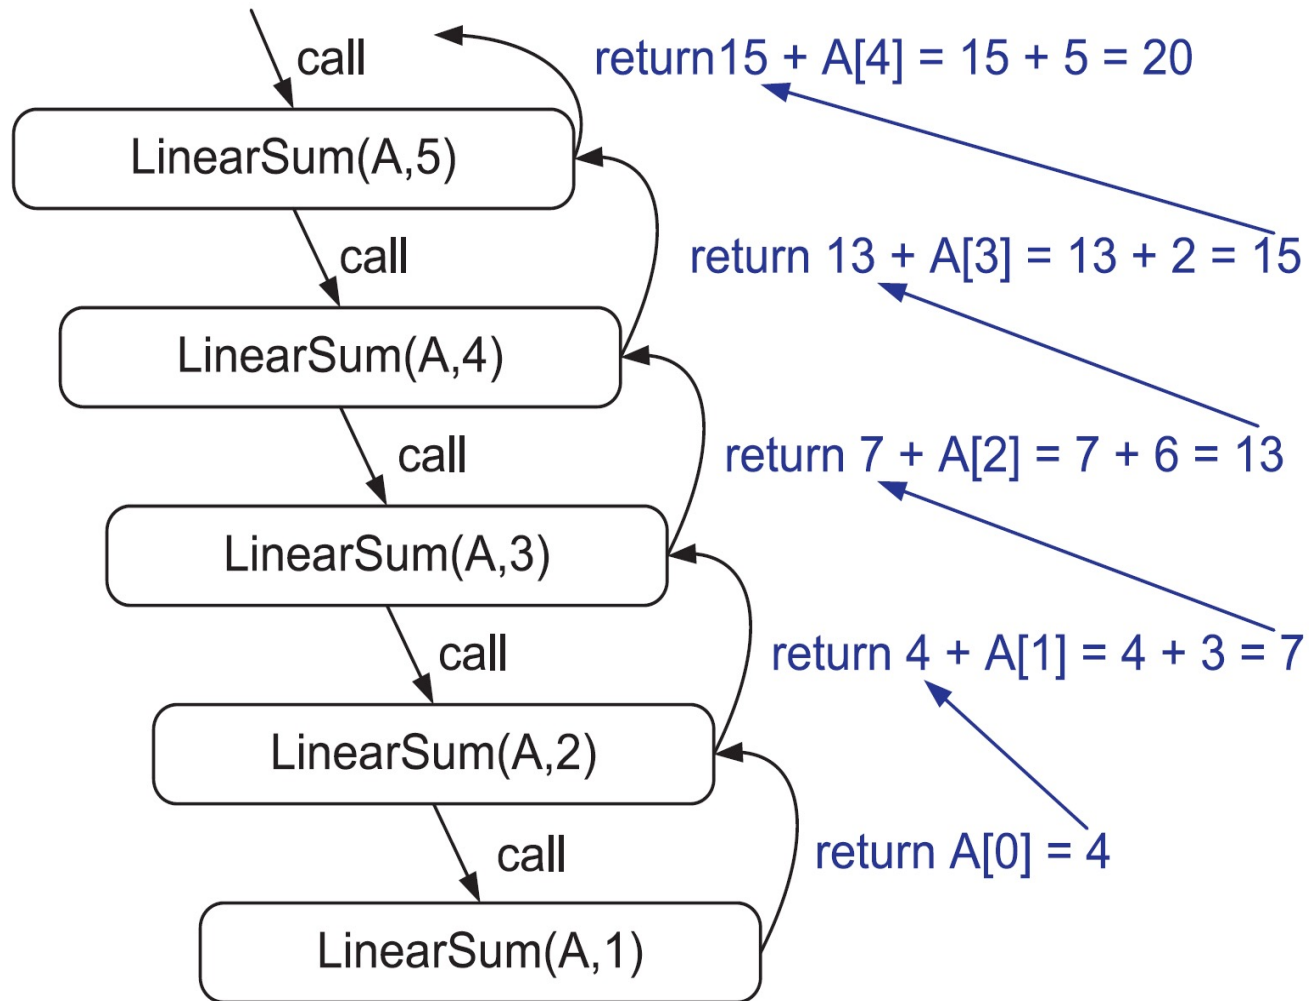 call
return15 + A[4] = 15 + 5 = 20
LinearSum(A,5)
call
return 13 + A[3] = 13 + 2 = 15
LinearSum(A,4)
call
return 7 + A[2] = 7 + 6 = 13
LinearSum(A,3)
call
return 4 + A[1] = 4 + 3 = 7
LinearSum(A,2)
call
return A[0] = 4
LinearSum(A,1)